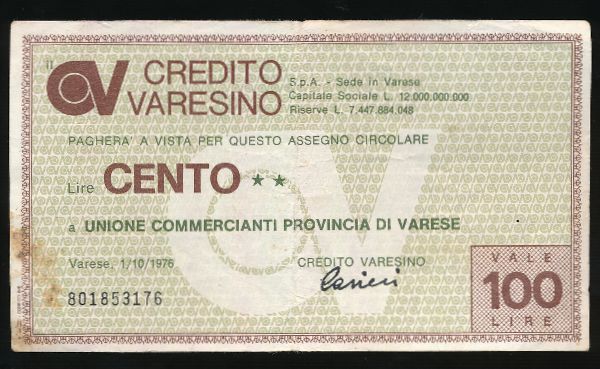 Il
CREDITO
VARESINO
S.p.A. - Sede in Varese
Capitale Sociale L. 12.000.000.000
Riserve L. 7.447.884.048
PAGHERA' A VISTA PER QUESTO ASSEGNO CIRCOLARE
Lire CENTO ★★
a UNIONE COMMERCIANTI PROVINCIA DI VARESE
Varese, 1/10/1976
CREDITO VARESINO
801853176
VALE
100
LIRE